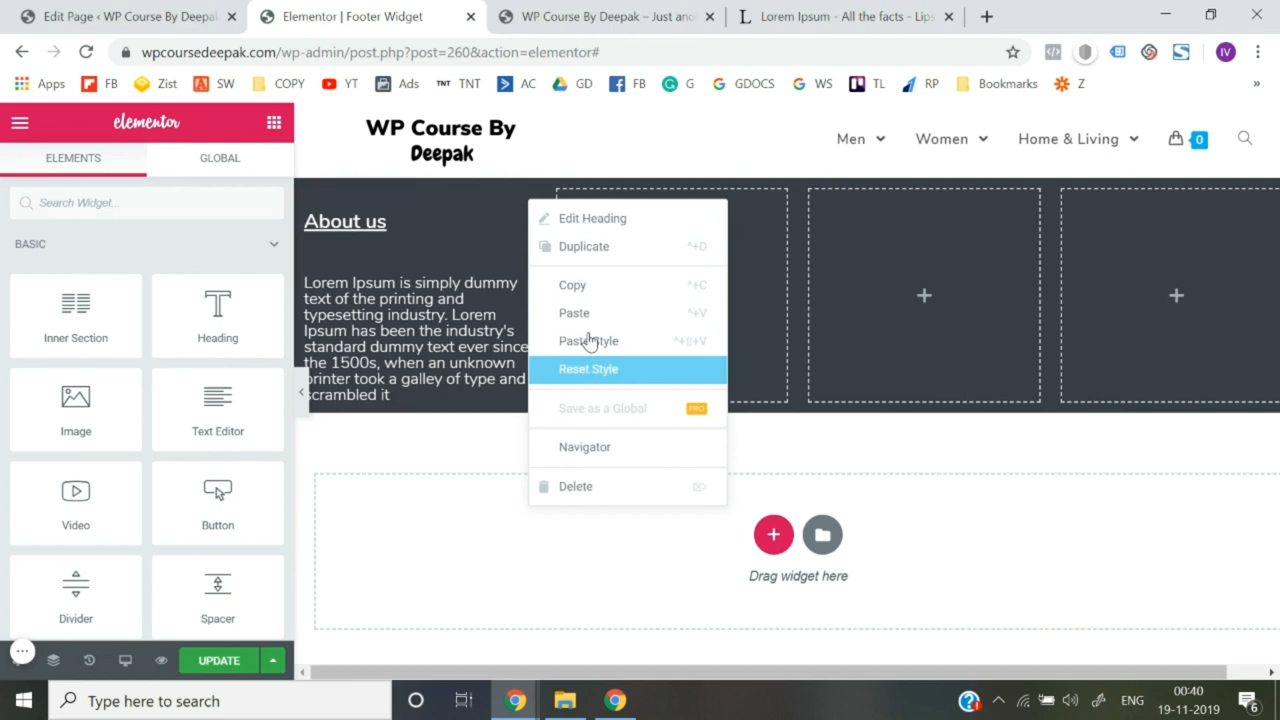 Edit Page ‹ WP Course By Deepa
Elementor | Footer Widget
WP Course By Deepak – Just ano
Lorem Ipsum - All the facts - Lips
wpcoursedeepak.com/wp-admin/post.php?post=260&action=elementor#
IV
Apps
FB
Zist
SW
COPY
YT
Ads
TNT TNT
AC
GD
FB
G
GDOCS
WS
TL
RP
Bookmarks
Z
»
elementor
ELEMENTS
GLOBAL
Search Widget...
BASIC
Inner Section
Heading
Image
Text Editor
Video
Button
Divider
Spacer
UPDATE
WP Course By
Deepak
Men
Women
Home & Living
0
About us
Lorem Ipsum is simply dummy
text of the printing and
typesetting industry. Lorem
Ipsum has been the industry's
standard dummy text ever since
the 1500s, when an unknown
printer took a galley of type and
scrambled it
Edit Heading
Duplicate ^+D
Copy ^+C
Paste ^+V
Paste Style ^+⇧+V
Reset Style
Save as a Global PRO
Navigator
Delete
Drag widget here
Type here to search
ENG
00:40
19-11-2019
6